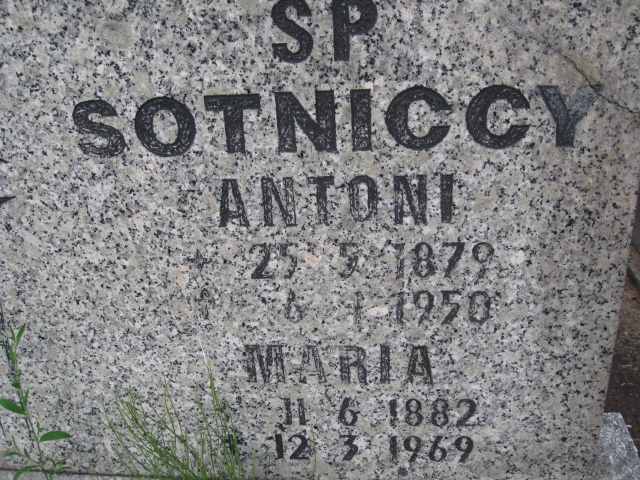 SP
SOTNICCY
ANTONI
* 25 5 1879
† 6 1 1950
MARIA
11 6 1882
12 3 1969